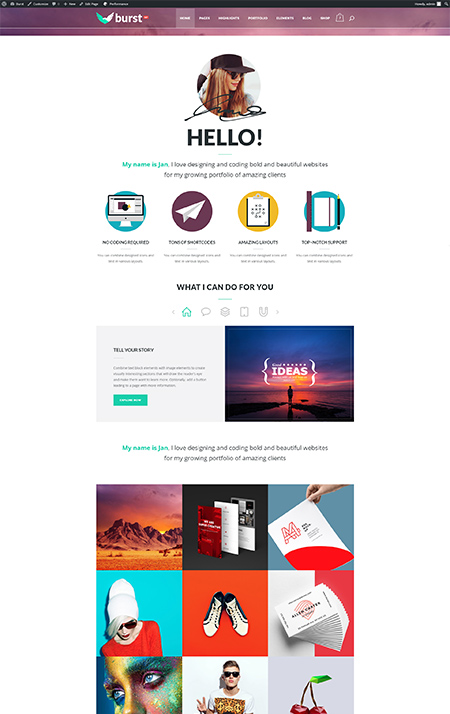 Burst Customize 0 New Edit Page Performance Howdy, admin
burst
HOME PAGES HIGHLIGHTS PORTFOLIO ELEMENTS BLOG SHOP
HELLO!
My name is Jan, I love designing and coding bold and beautiful websites
for my growing portfolio of amazing clients
NO CODING REQUIRED
You can combine designed icons and
text in various layouts.
TONS OF SHORTCODES
You can combine designed icons and
text in various layouts.
AMAZING LAYOUTS
You can combine designed icons and
text in various layouts.
TOP-NOTCH SUPPORT
You can combine designed icons and
text in various layouts.
WHAT I CAN DO FOR YOU
TELL YOUR STORY
Combine text block elements with image elements to create
visually interesting sections that will draw the reader's eye
and make them want to learn more. Optionally, add a button
leading to a page with more information.
EXPLORE NOW
Good
IDEAS
My name is Jan, I love designing and coding bold and beautiful websites
for my growing portfolio of amazing clients
M
ALLEN CARTER